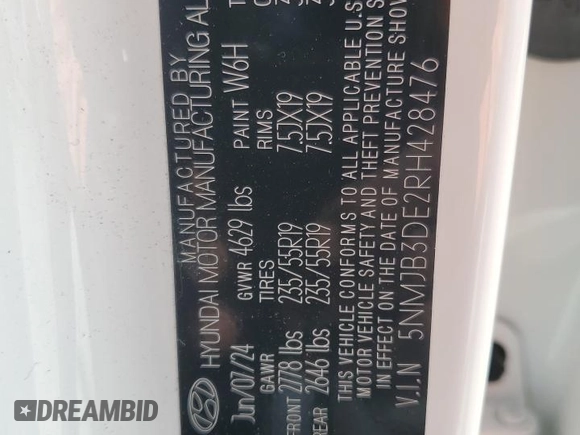 MANUFACTURED BY
HYUNDAI MOTOR MANUFACTURING AL
Jun/07/24 GVWR 4629 lbs PAINT W6H
GAWR TIRES RIMS
FRONT 2778 lbs 235/55R19 7.5JX19
REAR 2646 lbs 235/55R19 7.5JX19
THIS VEHICLE CONFORMS TO ALL APPLICABLE U.S.
MOTOR VEHICLE SAFETY AND THEFT PREVENTION S
IN EFFECT ON THE DATE OF MANUFACTURE SHOW
V.I.N 5NMJB3DE2RH428476
DREAMBID